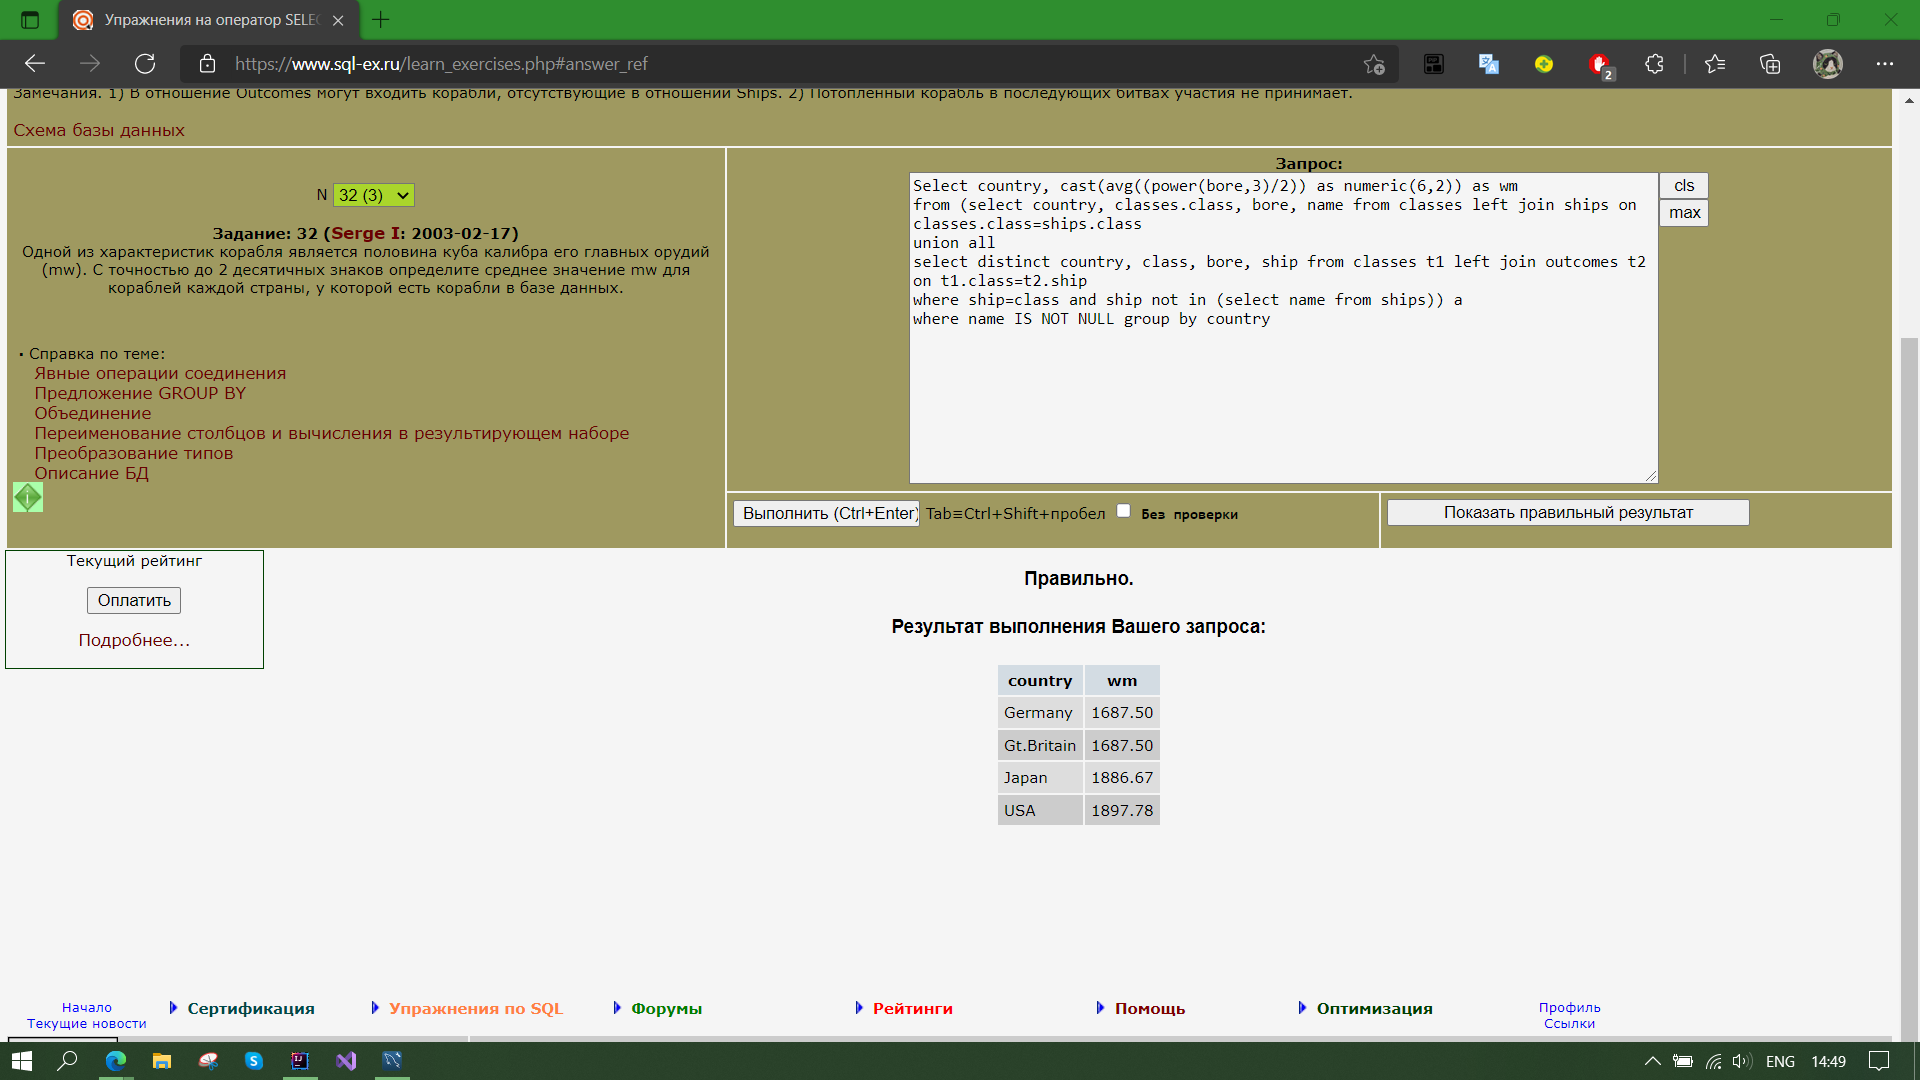 Упражнения на оператор SELEC
https://www.sql-ex.ru/learn_exercises.php#answer_ref
2
Замечания. 1) В отношение Outcomes могут входить корабли, отсутствующие в отношении Ships. 2) Потопленный корабль в последующих битвах участия не принимает.
Схема базы данных
N 32 (3)
Задание: 32 (Serge I: 2003-02-17)
Одной из характеристик корабля является половина куба калибра его главных орудий
(mw). С точностью до 2 десятичных знаков определите среднее значение mw для
кораблей каждой страны, у которой есть корабли в базе данных.
Справка по теме:
Явные операции соединения
Предложение GROUP BY
Объединение
Переименование столбцов и вычисления в результирующем наборе
Преобразование типов
Описание БД
Запрос:
Select country, cast(avg((power(bore,3)/2)) as numeric(6,2)) as wm
from (select country, classes.class, bore, name from classes left join ships on
classes.class=ships.class
union all
select distinct country, class, bore, ship from classes t1 left join outcomes t2
on t1.class=t2.ship
where ship=class and ship not in (select name from ships)) a
where name IS NOT NULL group by country
cls
max
Выполнить (Ctrl+Enter) Tab≡Ctrl+Shift+пробел Без проверки
Показать правильный результат
Текущий рейтинг
Оплатить
Подробнее...
Правильно.
Результат выполнения Вашего запроса:
country wm
Germany 1687.50
Gt.Britain 1687.50
Japan 1886.67
USA 1897.78
Начало
Текущие новости
Сертификация
Упражнения по SQL
Форумы
Рейтинги
Помощь
Оптимизация
Профиль
Ссылки
ENG 14:49